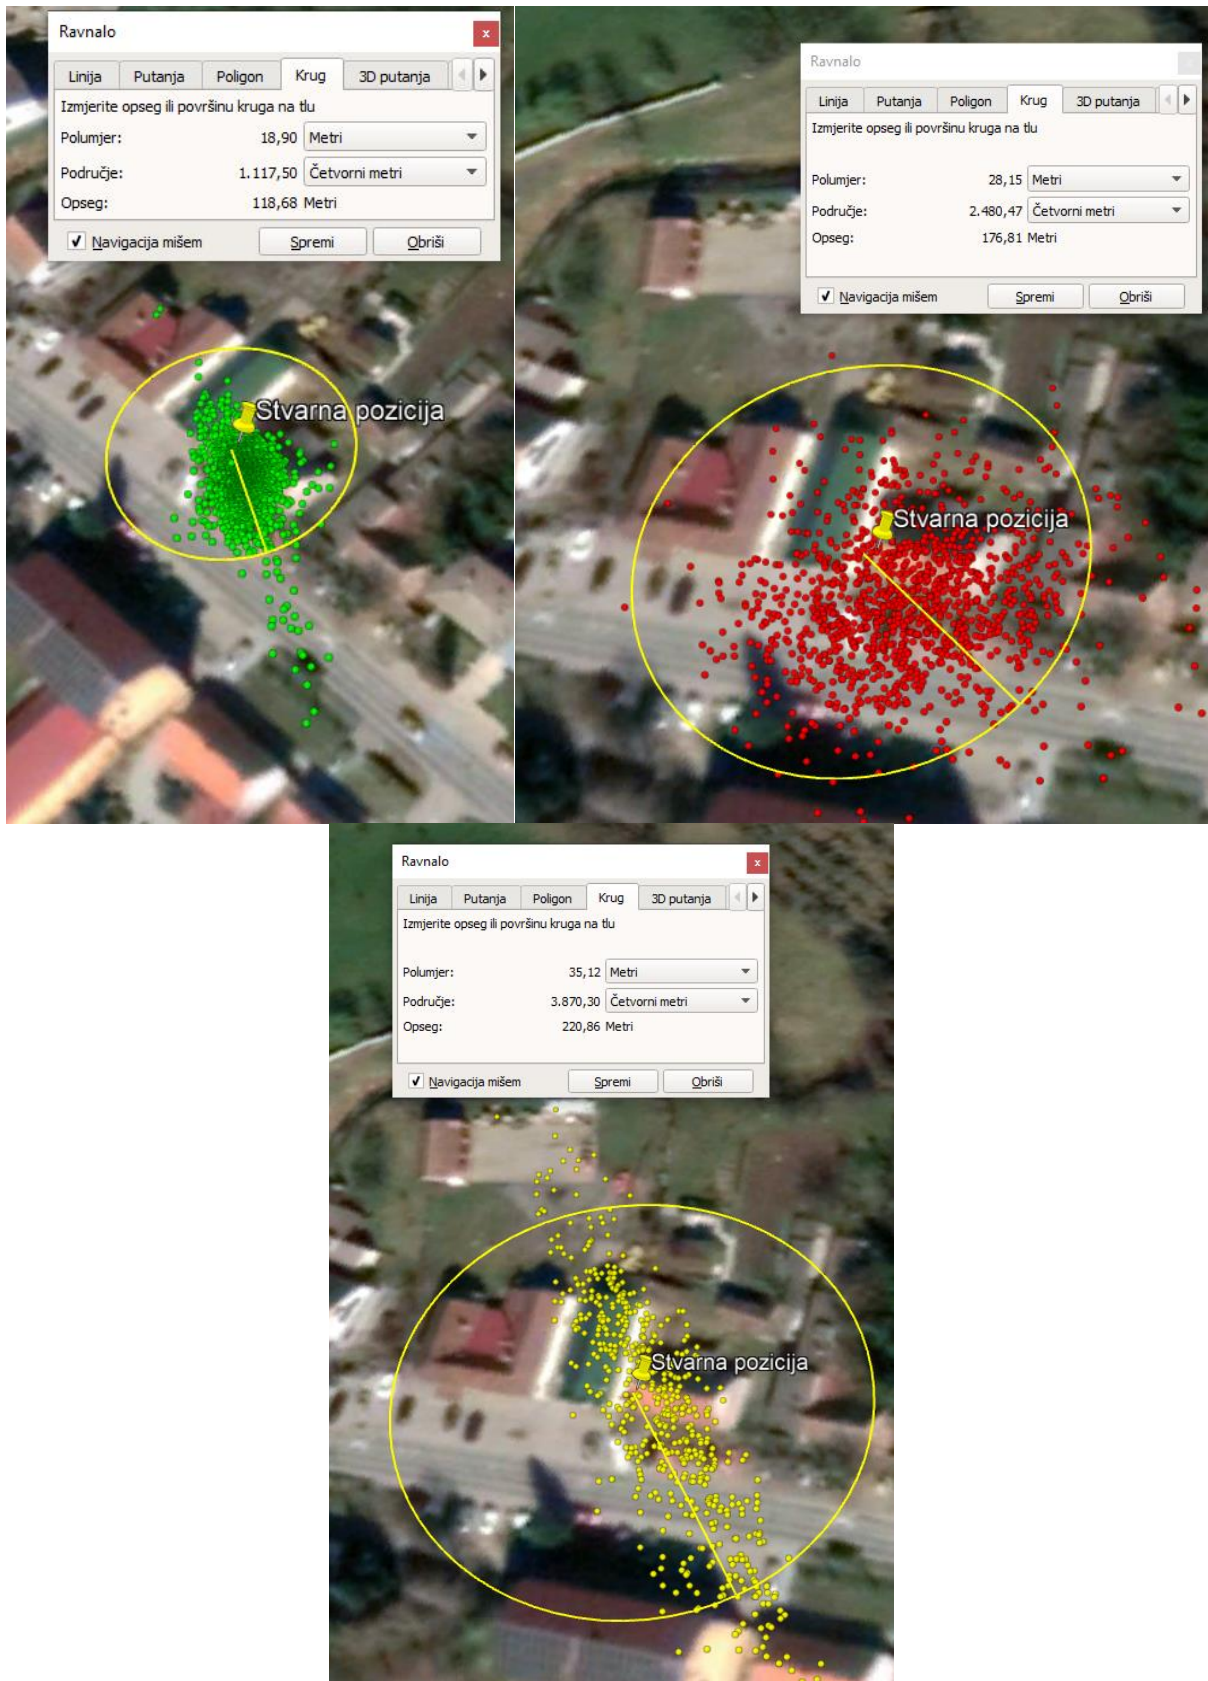 Ravnalo
Linija Putanja Poligon Krug 3D putanja
Izmjerite opseg ili površinu kruga na tlu
Polumjer: 18,90 Metri
Područje: 1.117,50 Četvorni metri
Opseg: 118,68 Metri
Navigacija mišem Spremi Obriši
Stvarna pozicija
Ravnalo
Linija Putanja Poligon Krug 3D putanja
Izmjerite opseg ili površinu kruga na tlu
Polumjer: 28,15 Metri
Područje: 2.480,47 Četvorni metri
Opseg: 176,81 Metri
Navigacija mišem Spremi Obriši
Stvarna pozicija
Ravnalo
Linija Putanja Poligon Krug 3D putanja
Izmjerite opseg ili površinu kruga na tlu
Polumjer: 35,12 Metri
Područje: 3.870,30 Četvorni metri
Opseg: 220,86 Metri
Navigacija mišem Spremi Obriši
Stvarna pozicija